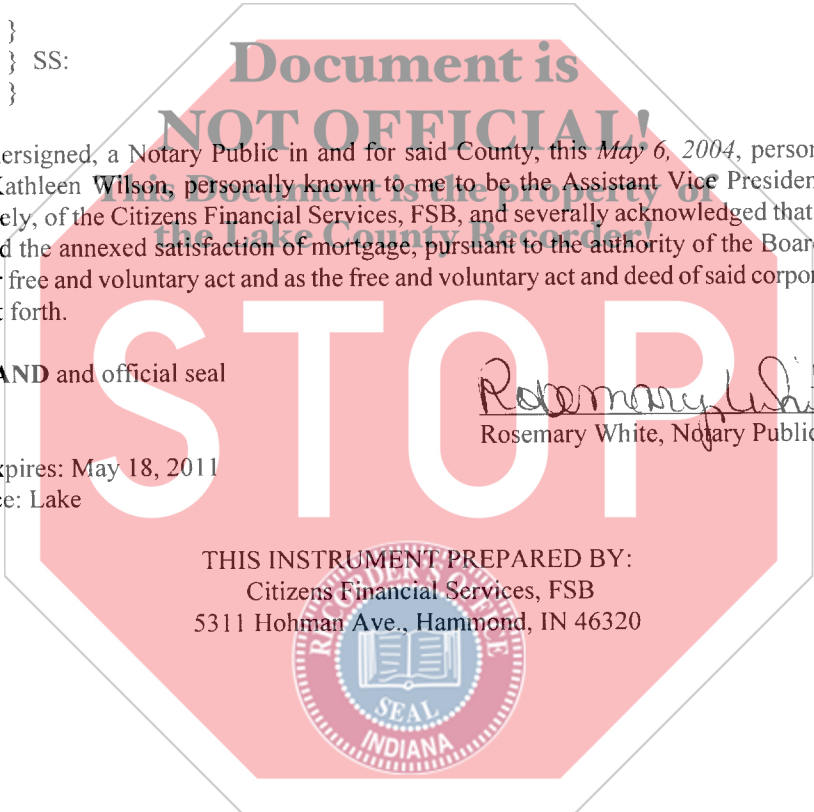 }
} SS:
}
Document is
NOT OFFICIAL!
This Document is the property of
the Lake County Recorder!
ersigned, a Notary Public in and for said County, this May 6, 2004, person
Kathleen Wilson, personally known to me to be the Assistant Vice Presiden
ely, of the Citizens Financial Services, FSB, and severally acknowledged that
d the annexed satisfaction of mortgage, pursuant to the authority of the Boar
r free and voluntary act and as the free and voluntary act and deed of said corpor
t forth.
STOP
AND and official seal
Rosemary Whi
Rosemary White, Notary Public
xpires: May 18, 2011
ce: Lake
THIS INSTRUMENT PREPARED BY:
Citizens Financial Services, FSB
5311 Hohman Ave., Hammond, IN 46320
RECORDER'S OFFICE
SEAL
INDIANA